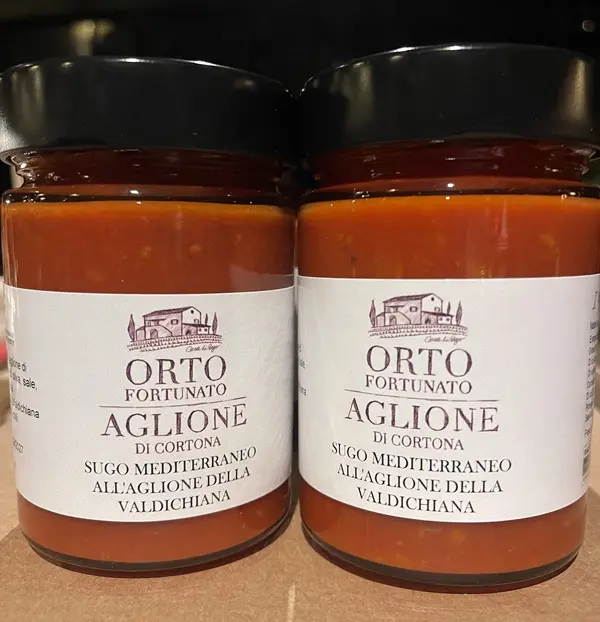 ORTO
FORTUNATO
AGLIONE
DI CORTONA
SUGO MEDITERRANEO
ALL'AGLIONE DELLA
VALDICHIANA
ORTO
FORTUNATO
AGLIONE
DI CORTONA
SUGO MEDITERRANEO
ALL'AGLIONE DELLA
VALDICHIANA